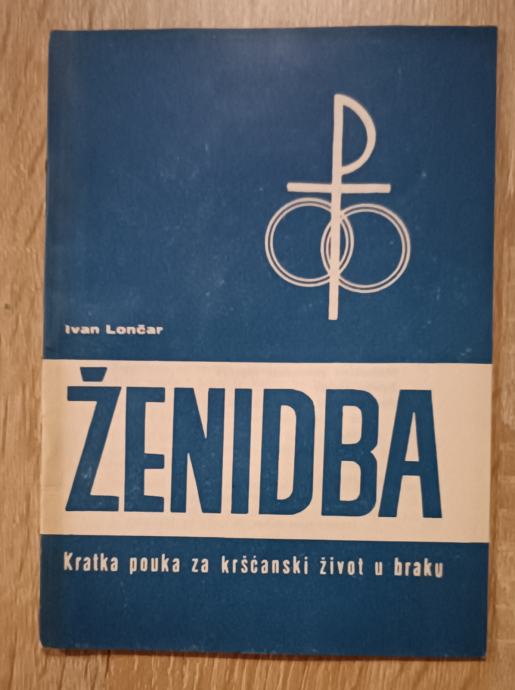 Ivan Lončar
ŽENIDBA
Kratka pouka za kršćanski život u braku